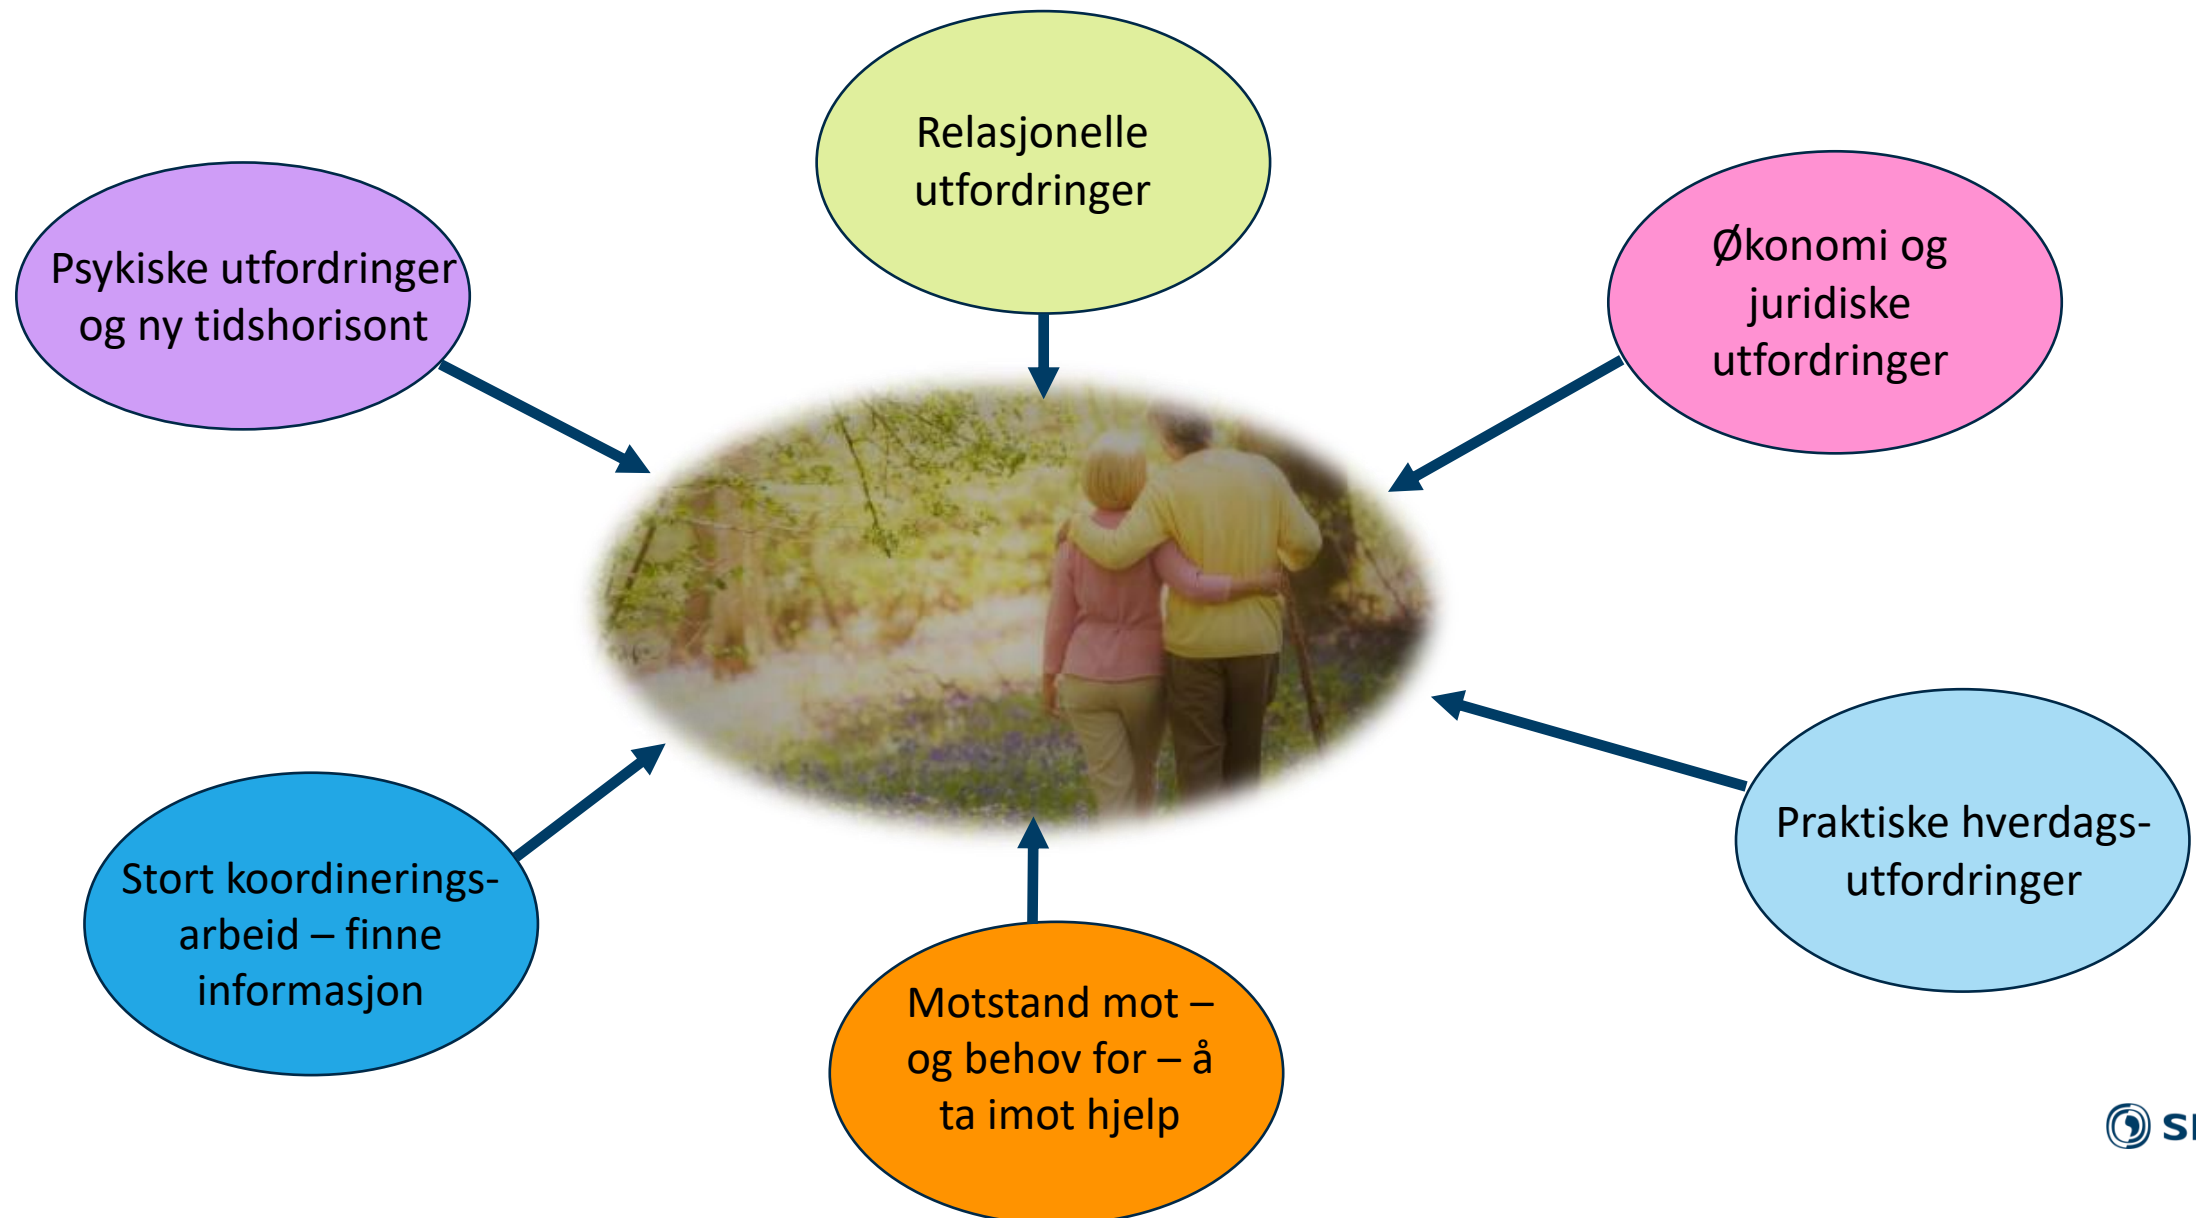 Relasjonelle
utfordringer
Psykiske utfordringer
og ny tidshorisont
Økonomi og
juridiske
utfordringer
Praktiske hverdags-
utfordringer
Stort koordinerings-
arbeid – finne
informasjon
Motstand mot –
og behov for – å
ta imot hjelp